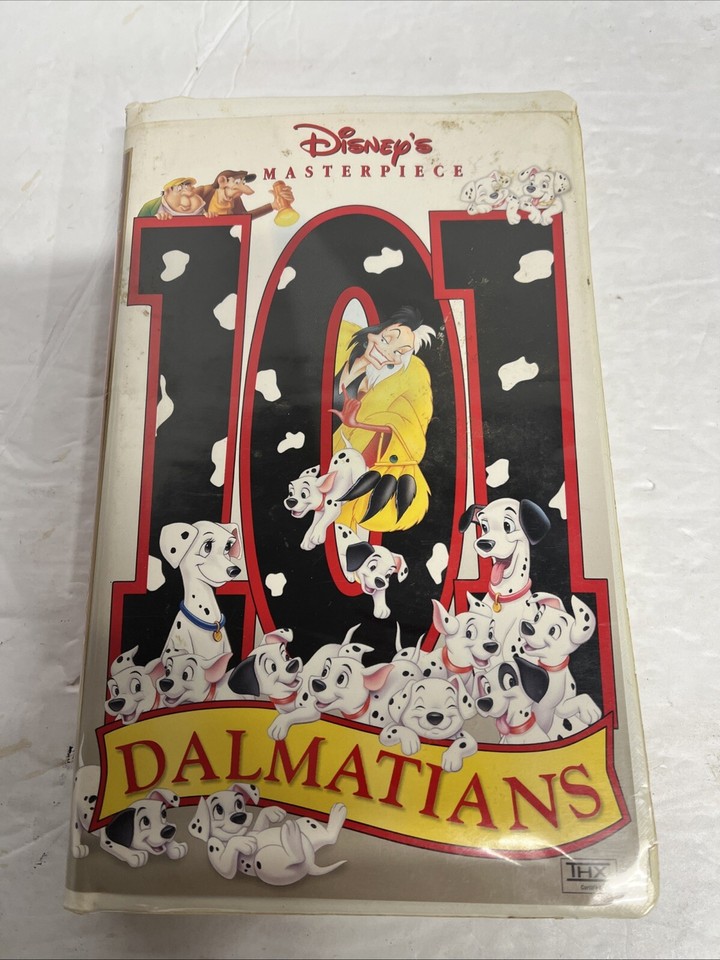 Disney's
MASTERPIECE
101
DALMATIANS
THX